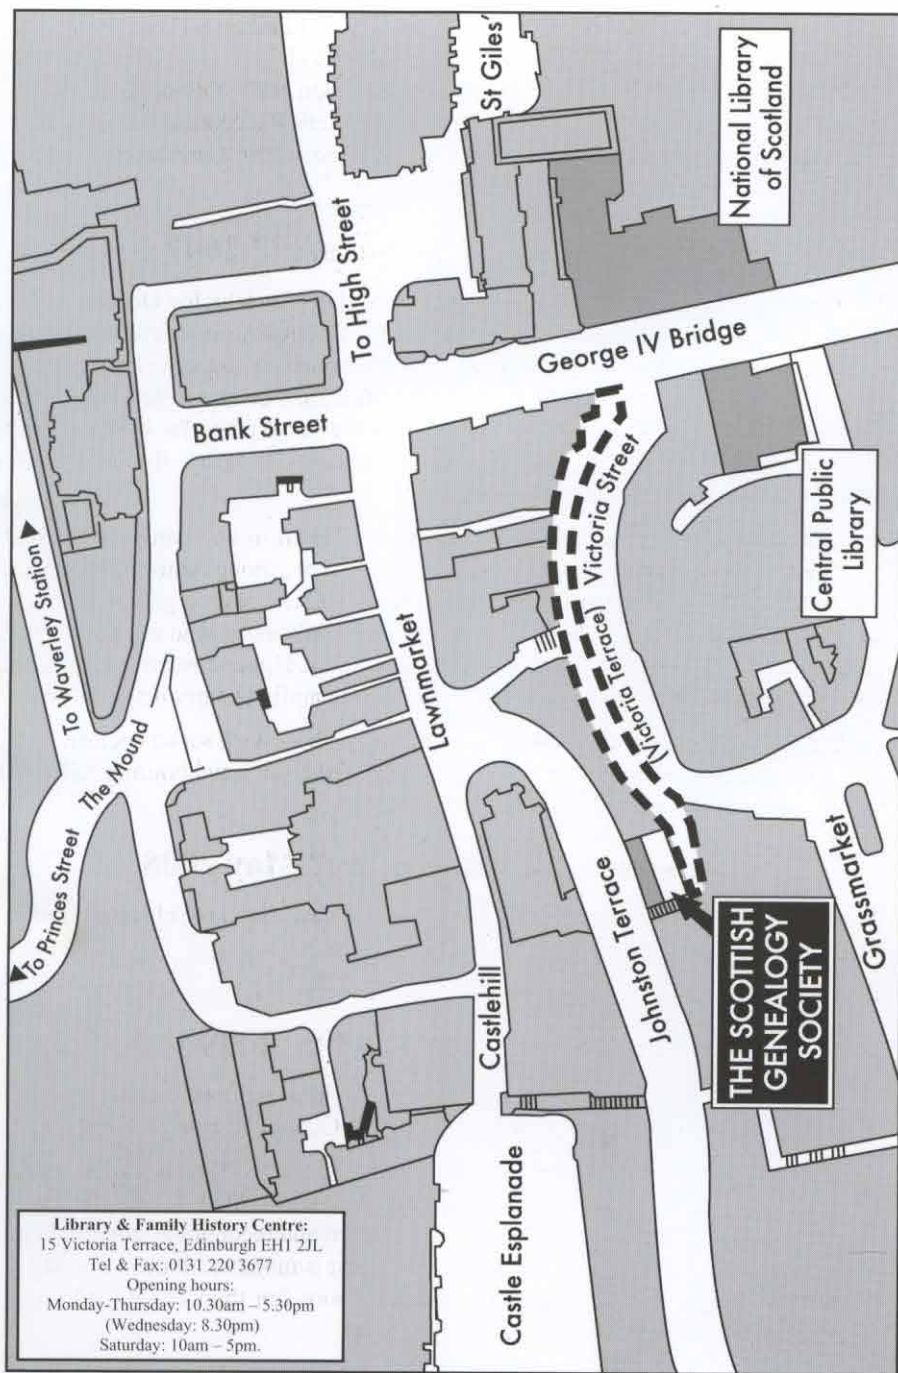 St Giles'
National Library
of Scotland
To High Street
George IV Bridge
Bank Street
Victoria Street
(Victoria Terrace)
Central Public
Library
To Waverley Station
The Mound
To Princes Street
Lawnmarket
Johnston Terrace
Grassmarket
Castlehill
THE SCOTTISH
GENEALOGY
SOCIETY
Castle Esplanade
Library & Family History Centre:
15 Victoria Terrace, Edinburgh EH1 2JL
Tel & Fax: 0131 220 3677
Opening hours:
Monday-Thursday: 10.30am – 5.30pm
(Wednesday: 8.30pm)
Saturday: 10am – 5pm.